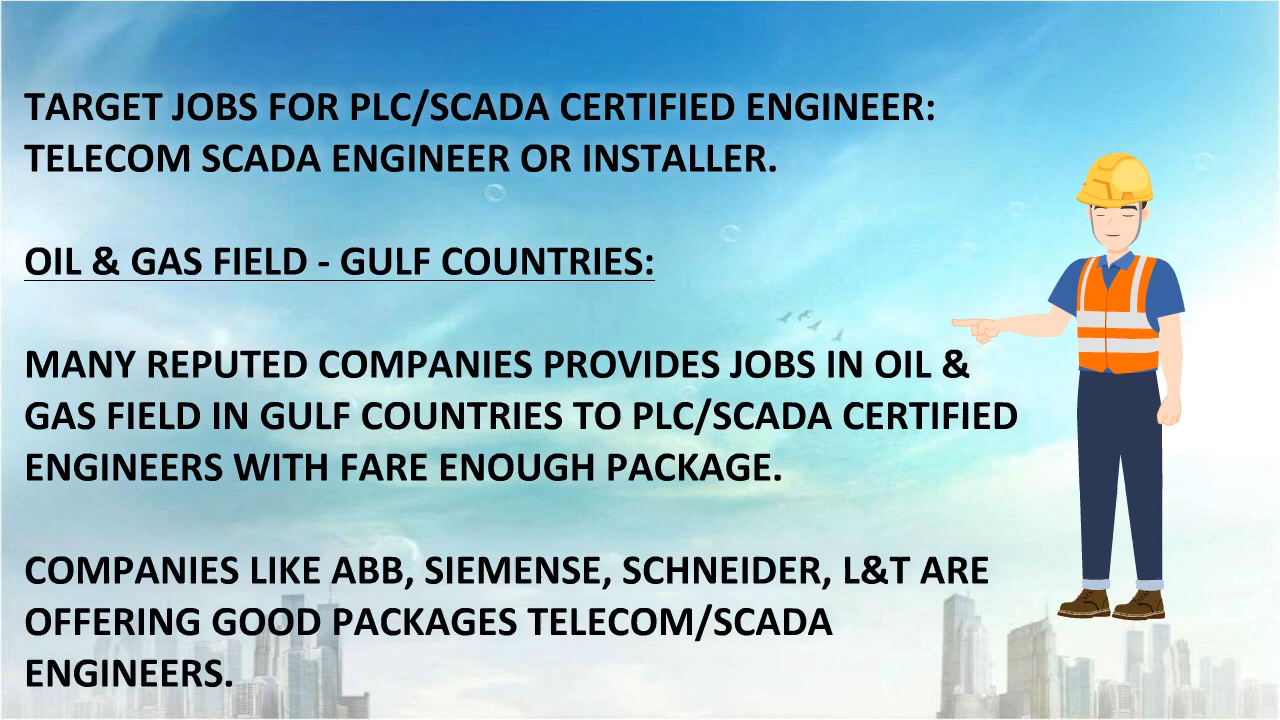 TARGET JOBS FOR PLC/SCADA CERTIFIED ENGINEER:
TELECOM SCADA ENGINEER OR INSTALLER.
OIL & GAS FIELD - GULF COUNTRIES:
MANY REPUTED COMPANIES PROVIDES JOBS IN OIL &
GAS FIELD IN GULF COUNTRIES TO PLC/SCADA CERTIFIED
ENGINEERS WITH FARE ENOUGH PACKAGE.
COMPANIES LIKE ABB, SIEMENSE, SCHNEIDER, L&T ARE
OFFERING GOOD PACKAGES TELECOM/SCADA
ENGINEERS.